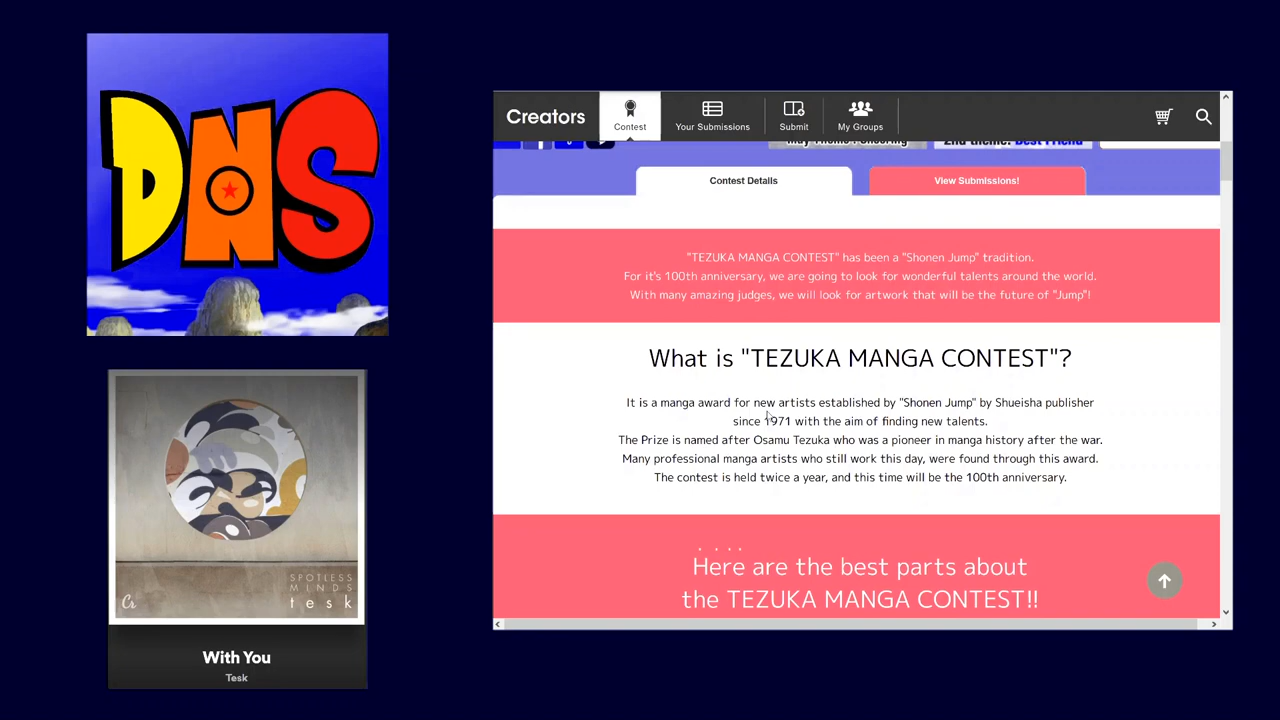 DNS
SPOTLESS
MINDS
tesk
Cr
With You
Tesk
Creators
Contest
Your Submissions
Submit
My Groups
2nd theme: Best Friend
Contest Details
View Submissions!
"TEZUKA MANGA CONTEST" has been a "Shonen Jump" tradition.
For it's 100th anniversary, we are going to look for wonderful talents around the world.
With many amazing judges, we will look for artwork that will be the future of "Jump"!
What is "TEZUKA MANGA CONTEST"?
It is a manga award for new artists established by "Shonen Jump" by Shueisha publisher
since 1971 with the aim of finding new talents.
The Prize is named after Osamu Tezuka who was a pioneer in manga history after the war.
Many professional manga artists who still work this day, were found through this award.
The contest is held twice a year, and this time will be the 100th anniversary.
Here are the best parts about
the TEZUKA MANGA CONTEST!!